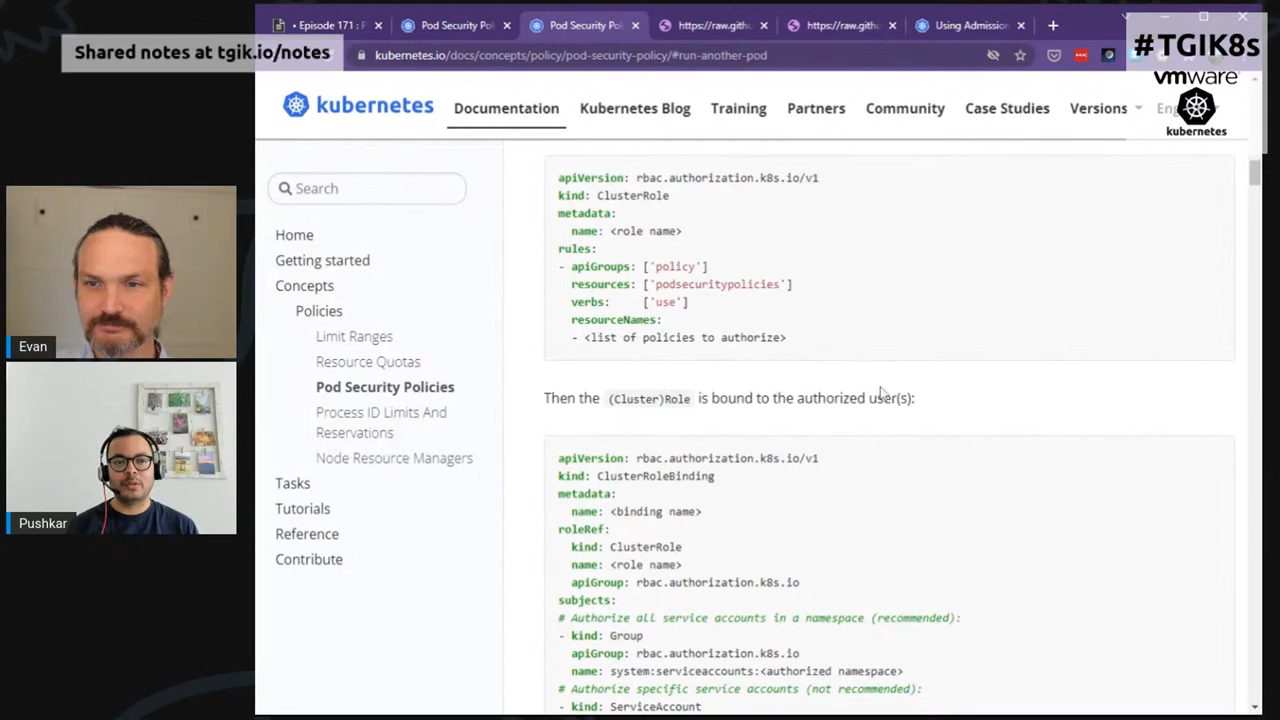 • Episode 171 : P
Pod Security Poli
Pod Security Poli
https://raw.githu
https://raw.githu
Using Admission
Shared notes at tgik.io/notes
#TGIK8s
kubernetes.io/docs/concepts/policy/pod-security-policy/#run-another-pod
vmware
kubernetes
kubernetes
Documentation
Kubernetes Blog
Training
Partners
Community
Case Studies
Versions
Eng
Search
Home
Getting started
Concepts
Policies
Limit Ranges
Resource Quotas
Pod Security Policies
Process ID Limits And
Reservations
Node Resource Managers
Tasks
Tutorials
Reference
Contribute
apiVersion: rbac.authorization.k8s.io/v1
kind: ClusterRole
metadata:
name: <role name>
rules:
- apiGroups: ['policy']
resources: ['podsecuritypolicies']
verbs: ['use']
resourceNames:
- <list of policies to authorize>
Then the (Cluster)Role is bound to the authorized user(s):
apiVersion: rbac.authorization.k8s.io/v1
kind: ClusterRoleBinding
metadata:
name: <binding name>
roleRef:
kind: ClusterRole
name: <role name>
apiGroup: rbac.authorization.k8s.io
subjects:
# Authorize all service accounts in a namespace (recommended):
- kind: Group
apiGroup: rbac.authorization.k8s.io
name: system:serviceaccounts:<authorized namespace>
# Authorize specific service accounts (not recommended):
- kind: ServiceAccount
Evan
Pushkar